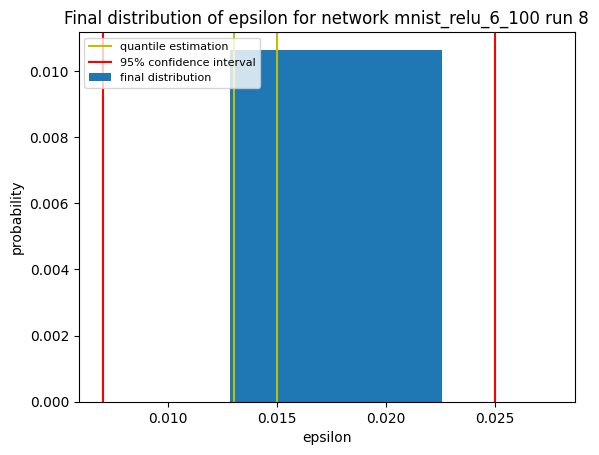 Final distribution of epsilon for network mnist_relu_6_100 run 8
quantile estimation
95% confidence interval
final distribution
0.010
0.008
0.006
0.004
0.002
0.000
probability
0.010 0.015 0.020 0.025
epsilon